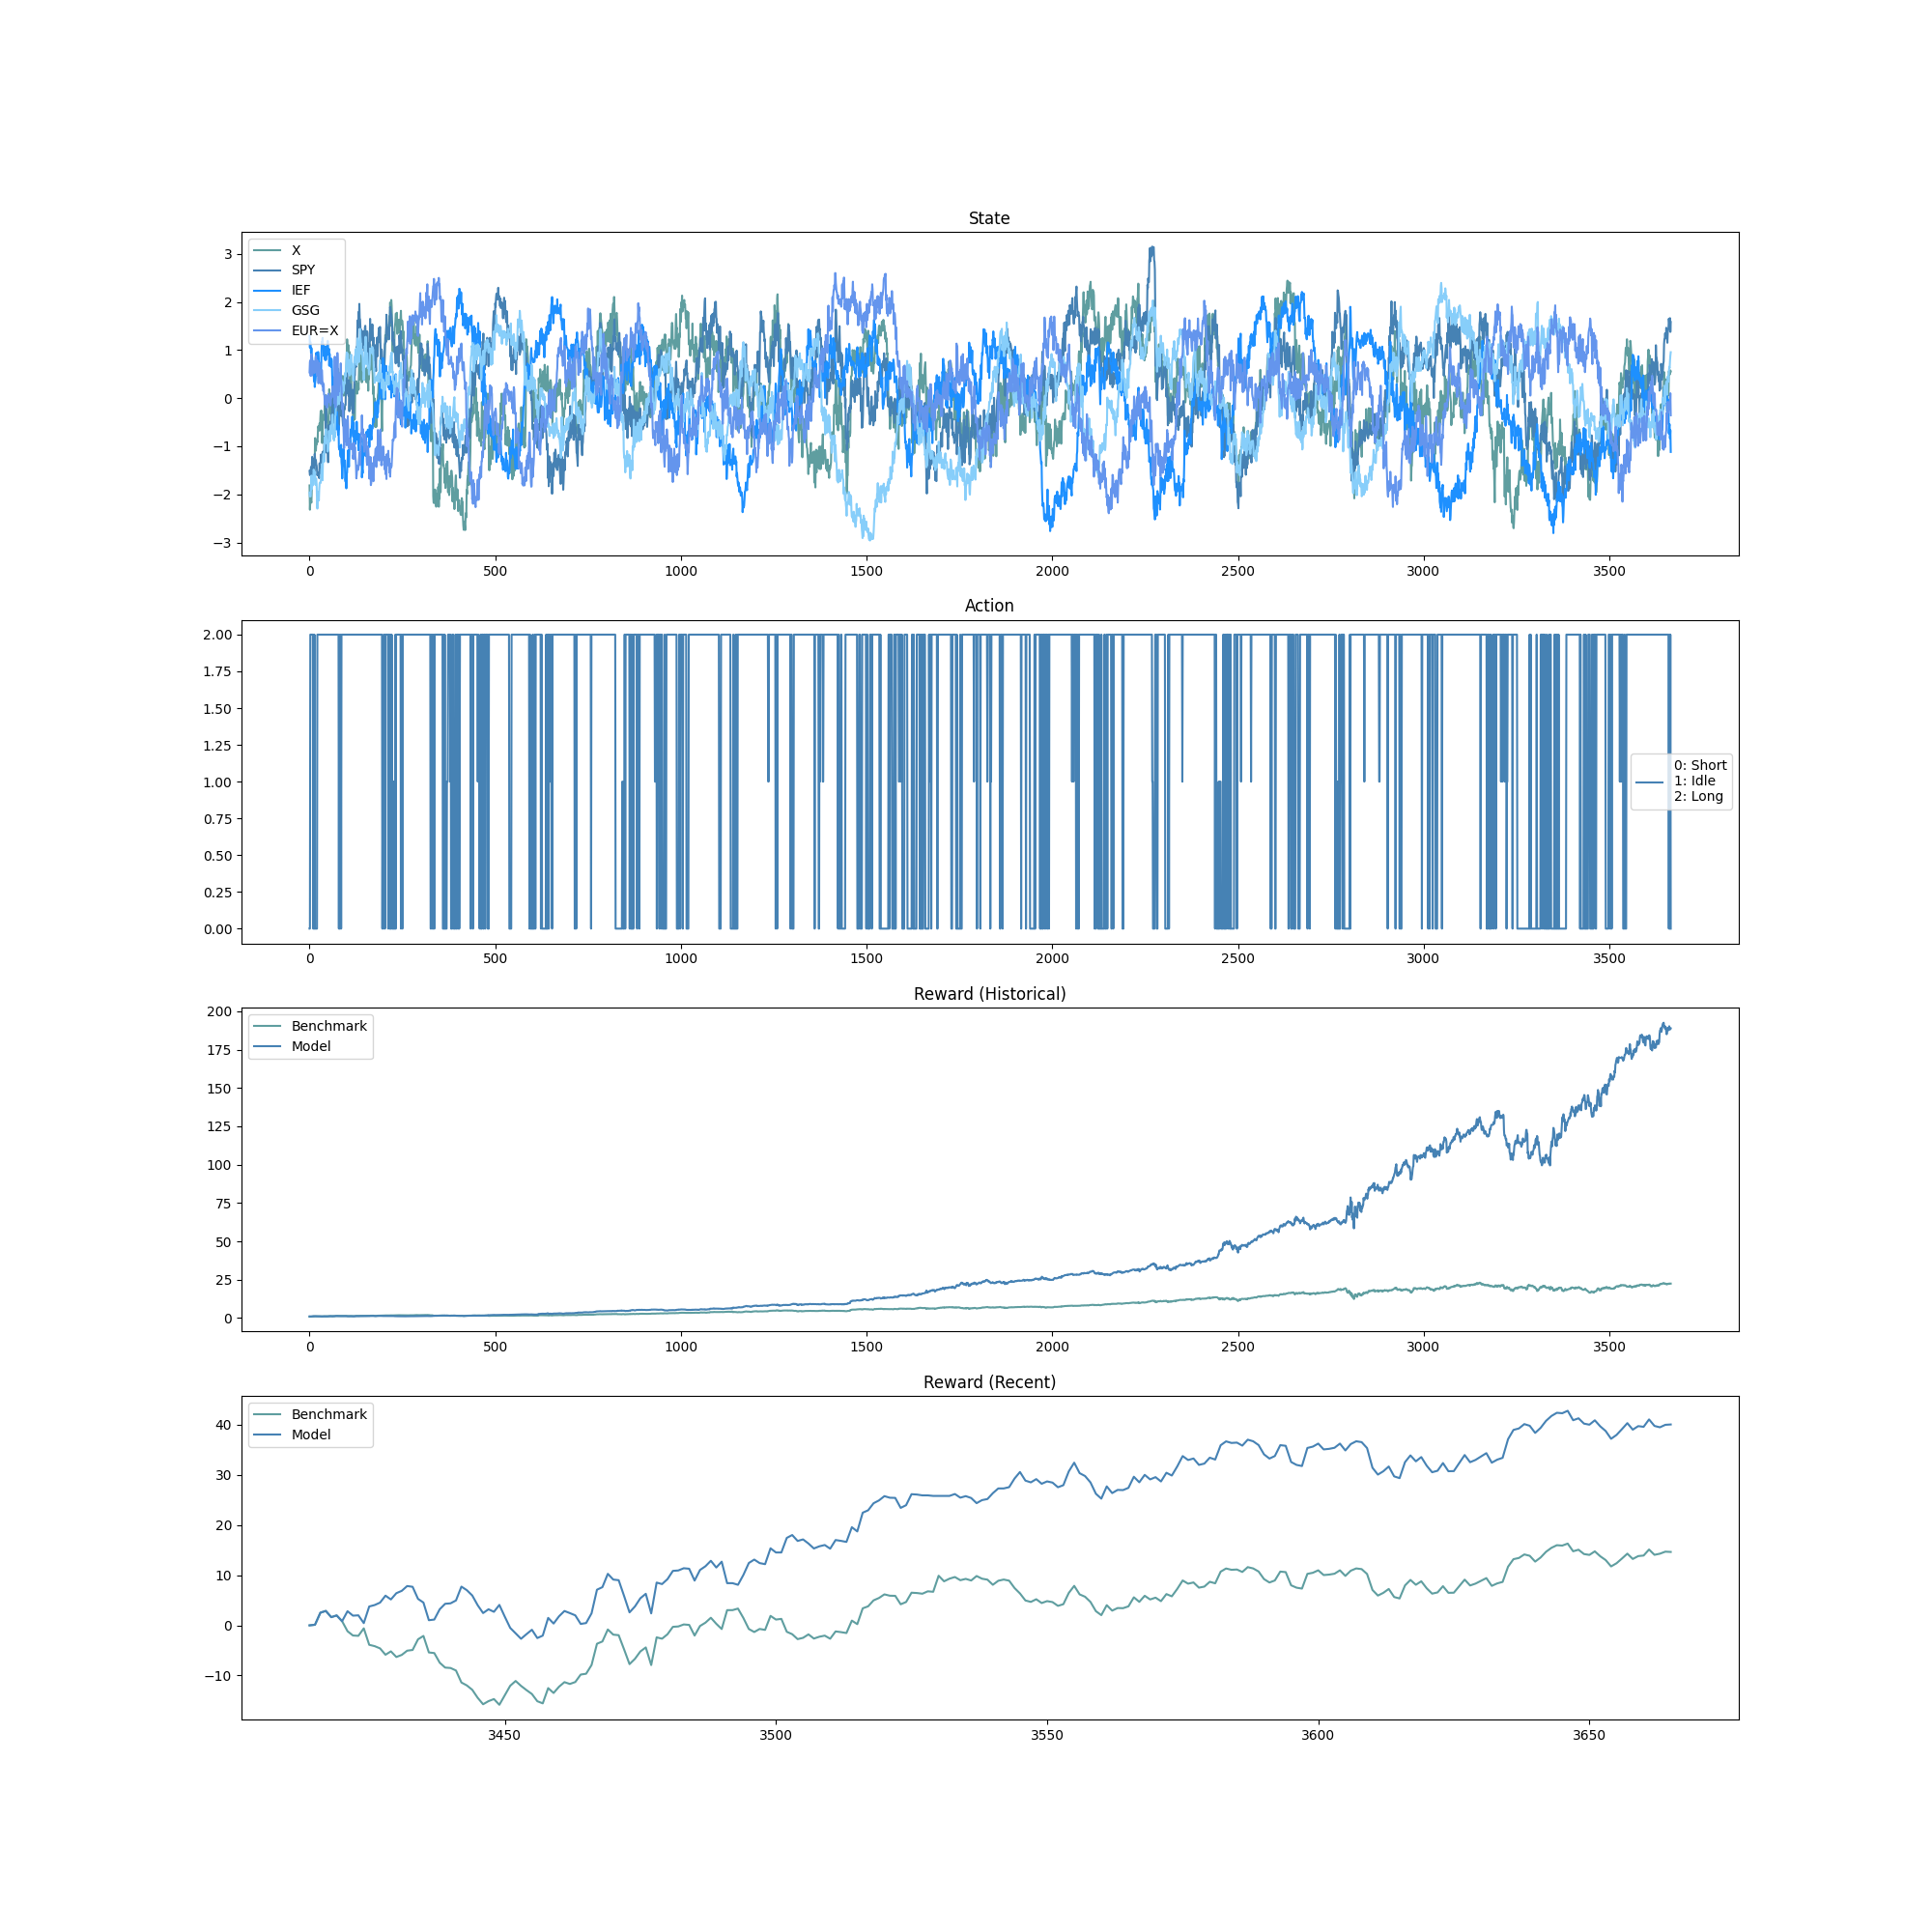 State
3
2
1
0
−1
−2
−3
X
SPY
IEF
GSG
EUR=X
0 500 1000 1500 2000 2500 3000 3500
Action
2.00
1.75
1.50
1.25
1.00
0.75
0.50
0.25
0.00
0: Short
1: Idle
2: Long
0 500 1000 1500 2000 2500 3000 3500
Reward (Historical)
200
175
150
125
100
75
50
25
0
Benchmark
Model
0 500 1000 1500 2000 2500 3000 3500
Reward (Recent)
40
30
20
10
0
−10
Benchmark
Model
3450 3500 3550 3600 3650